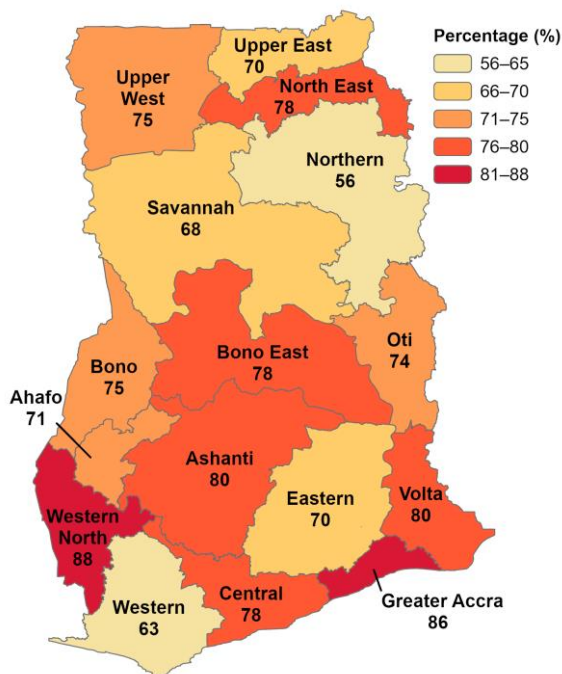 Upper East
70
Percentage (%)
56–65
66–70
71–75
76–80
81–88
Upper
West
75
North East
78
Northern
56
Savannah
68
Bono East
78
Oti
74
Bono
75
Ahafo
71
Ashanti
80
Eastern
70
Volta
80
Western
North
88
Western
63
Central
78
Greater Accra
86